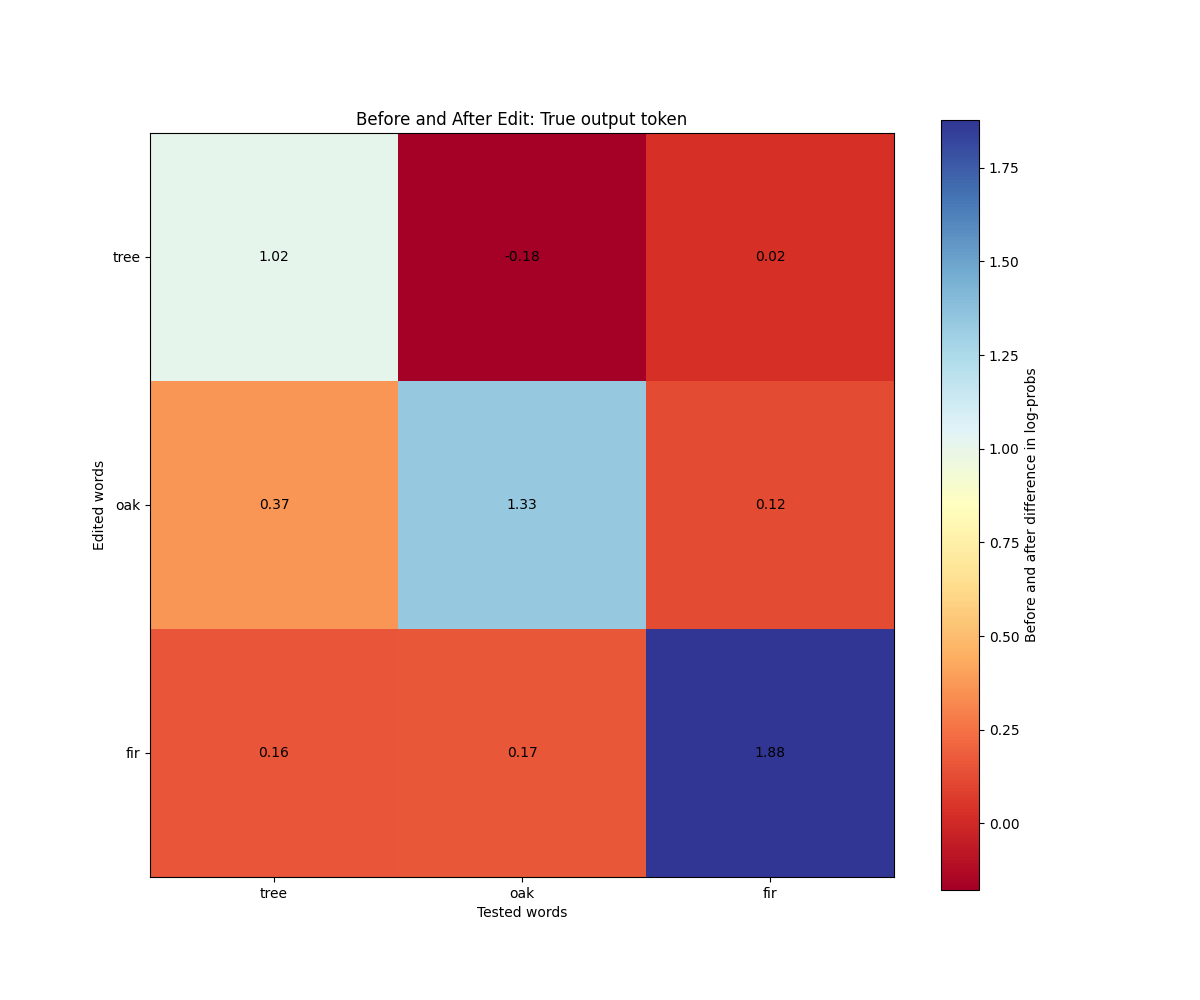 Before and After Edit: True output token
tree
oak
fir
Edited words
1.02
-0.18
0.02
0.37
1.33
0.12
0.16
0.17
1.88
tree
oak
fir
Tested words
1.75
1.50
1.25
1.00
0.75
0.50
0.25
0.00
Before and after difference in log-probs